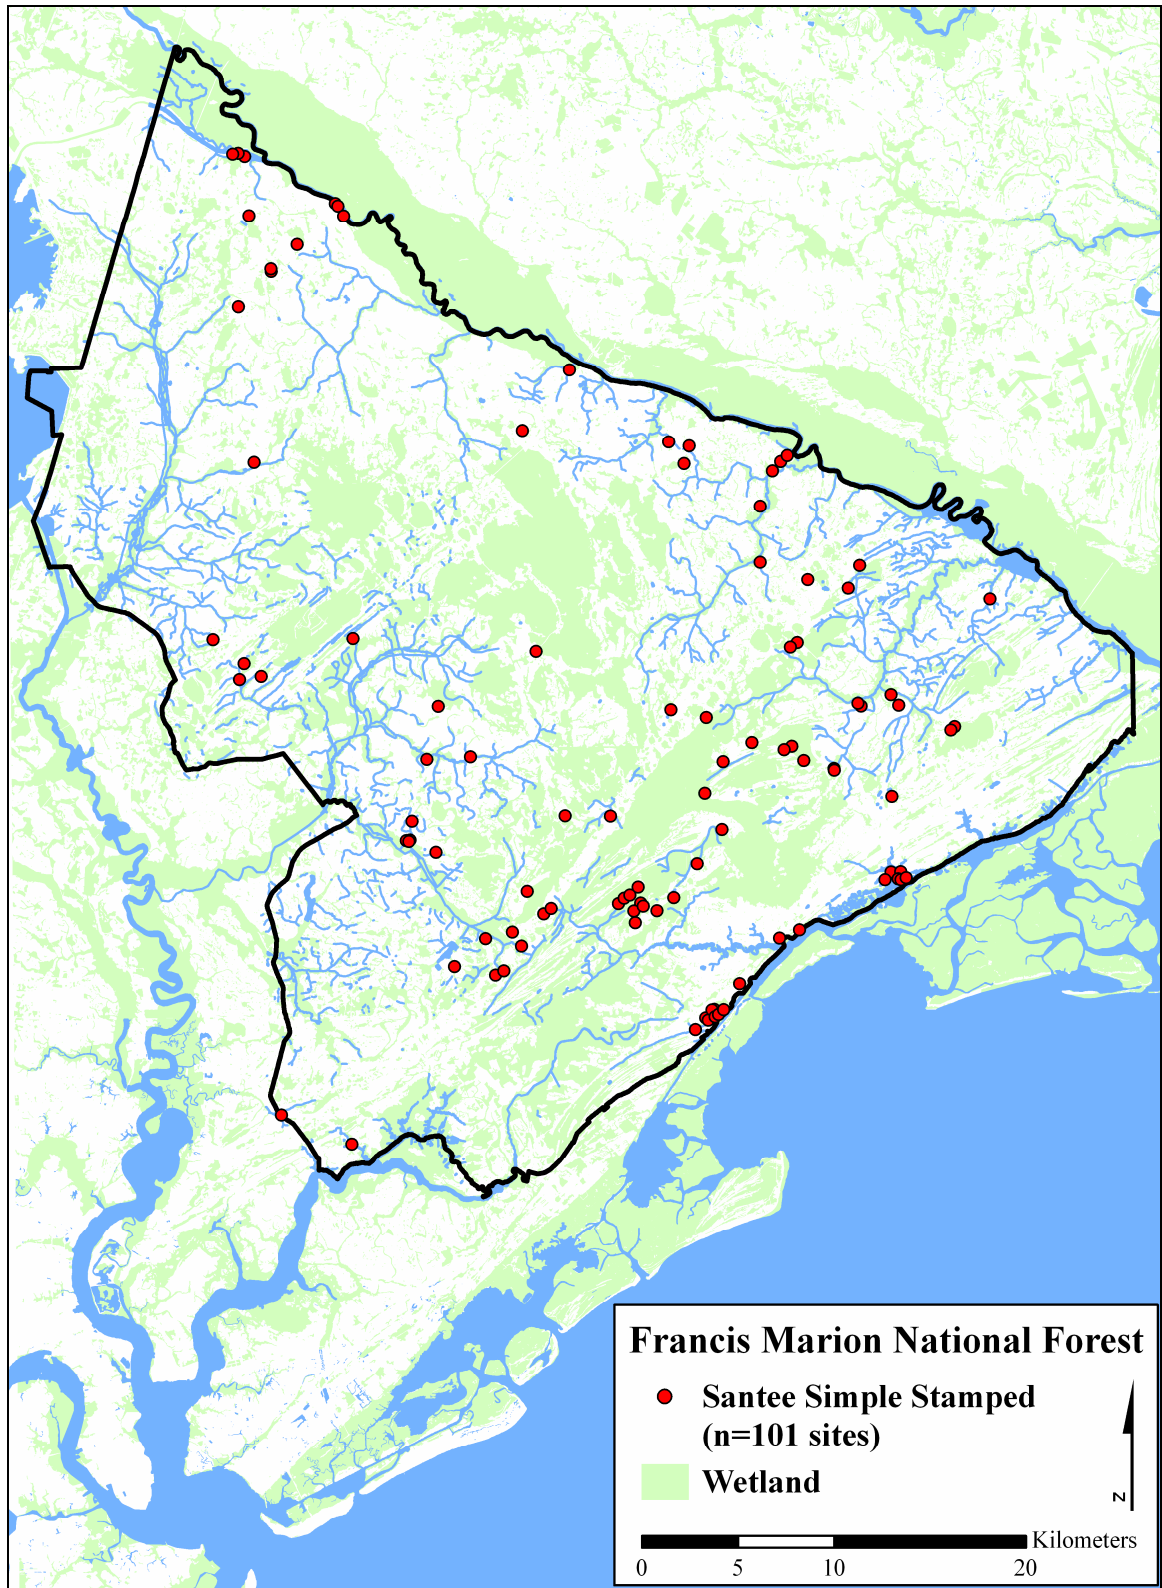 Francis Marion National Forest
Santee Simple Stamped
(n=101 sites)
Wetland
N
Kilometers
0 5 10 20